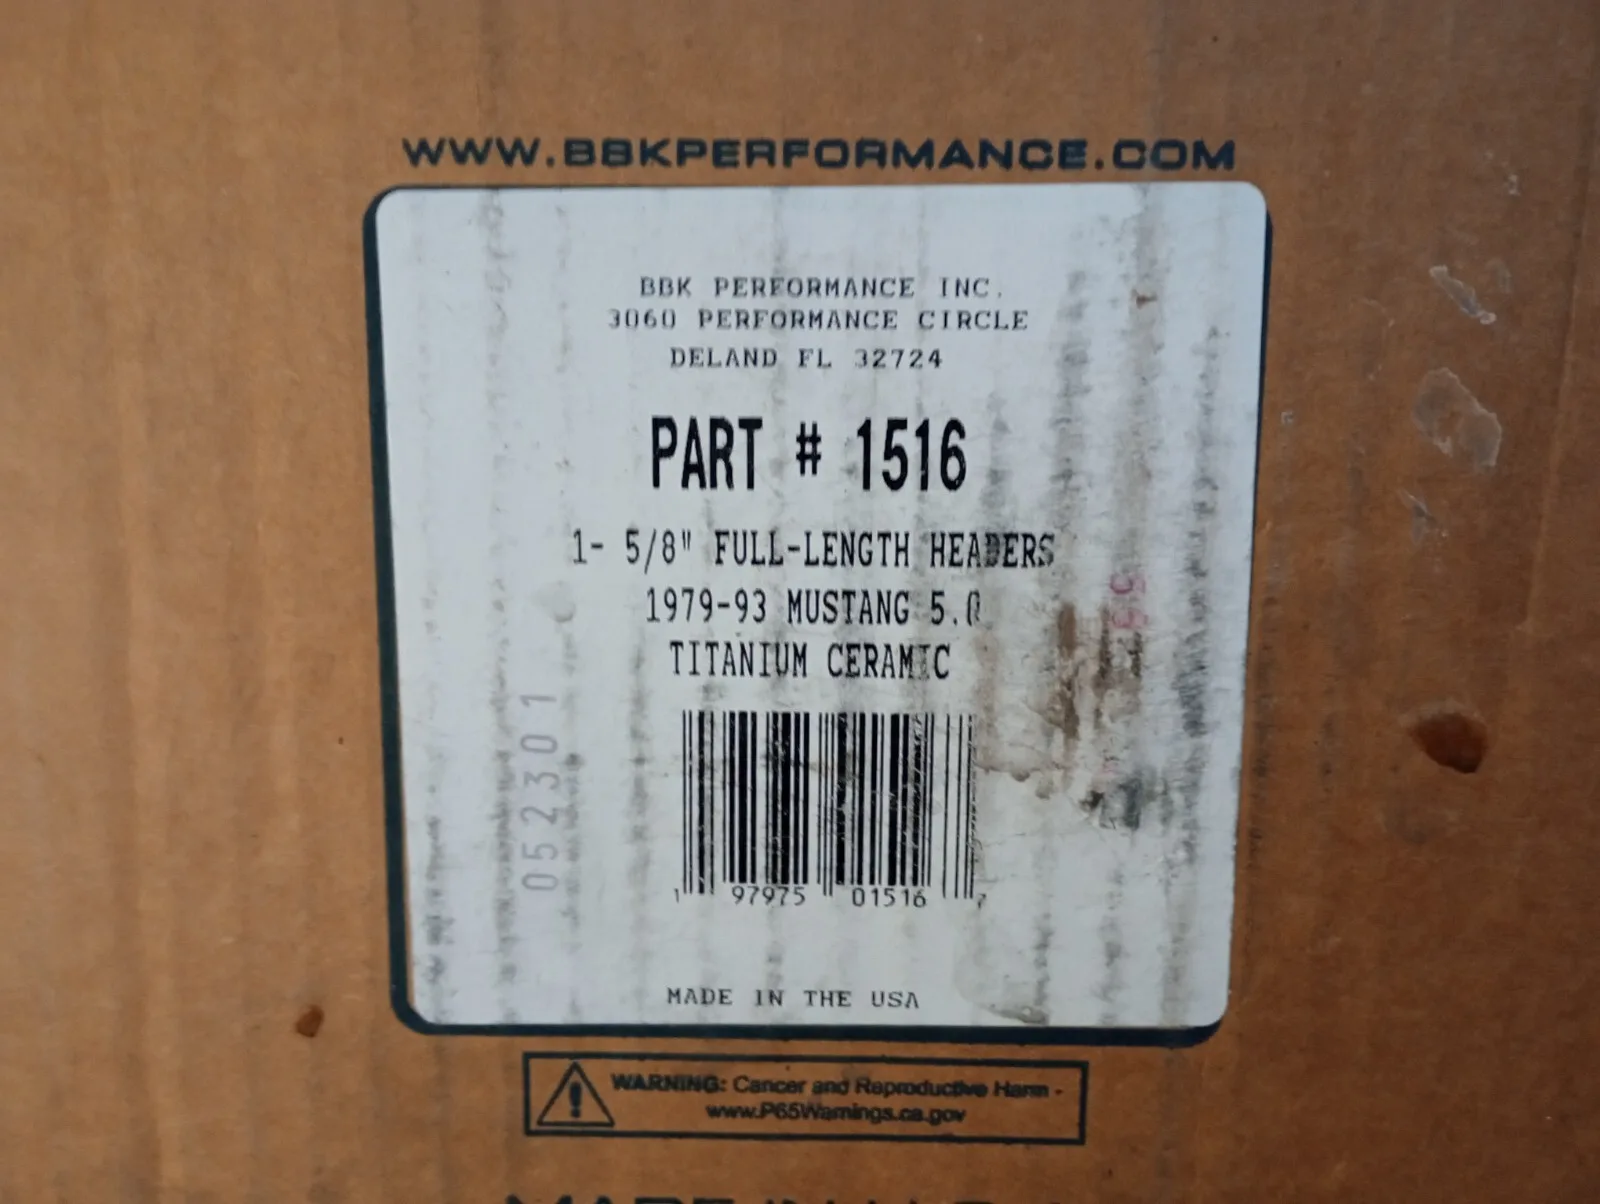 WWW.BBKPERFORMANCE.COM
BBK PERFORMANCE INC.
3060 PERFORMANCE CIRCLE
DELAND FL 32724
PART # 1516
1- 5/8" FULL-LENGTH HEADERS
1979-93 MUSTANG 5.0
TITANIUM CERAMIC
052301
1 97975 01516 7
MADE IN THE USA
WARNING: Cancer and Reproductive Harm -
www.P65Warnings.ca.gov